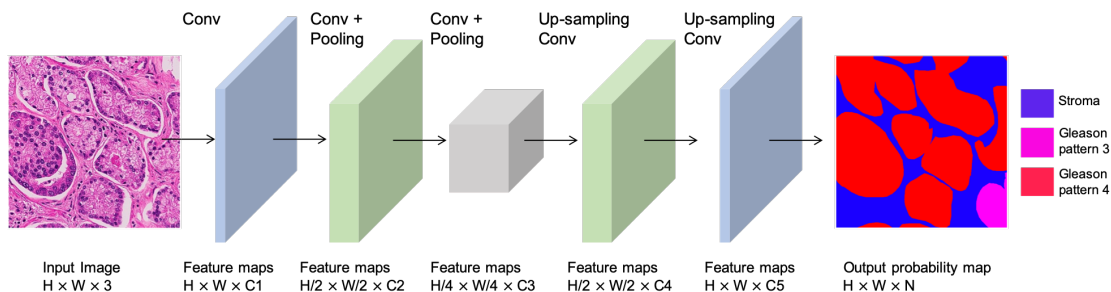 Conv
Conv +
Pooling
Conv +
Pooling
Up-sampling
Conv
Up-sampling
Conv
Stroma
Gleason
pattern 3
Gleason
pattern 4
Input Image
H × W × 3
Feature maps
H × W × C1
Feature maps
H/2 × W/2 × C2
Feature maps
H/4 × W/4 × C3
Feature maps
H/2 × W/2 × C4
Feature maps
H × W × C5
Output probability map
H × W × N